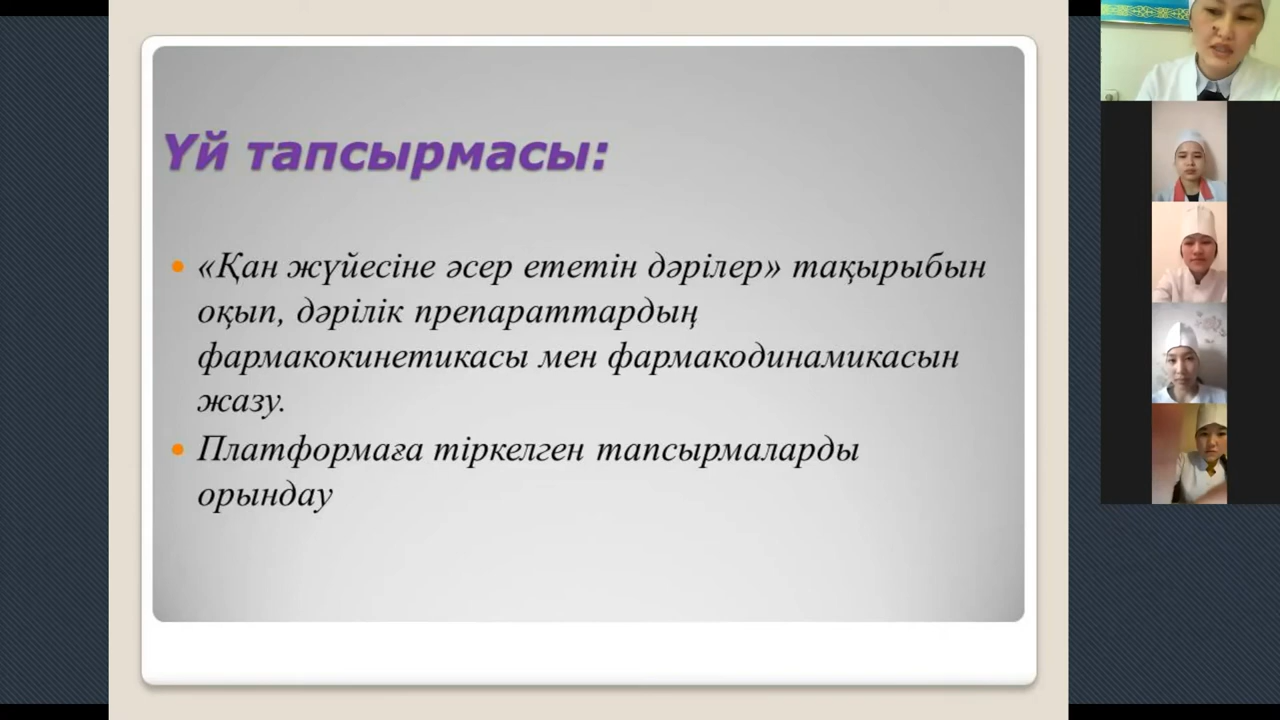 Үй тапсырмасы:
«Қан жүйесіне әсер ететін дәрілер» тақырыбын
оқып, дәрілік препараттардың
фармакокинетикасы мен фармакодинамикасын
жазу.
Платформаға тіркелген тапсырмаларды
орындау